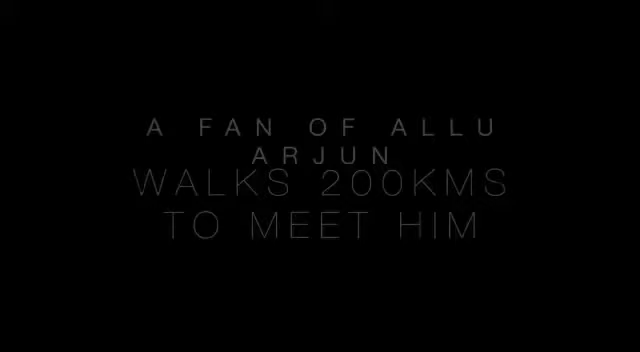 A FAN OF ALLU
ARJUN
WALKS 200KMS
TO MEET HIM